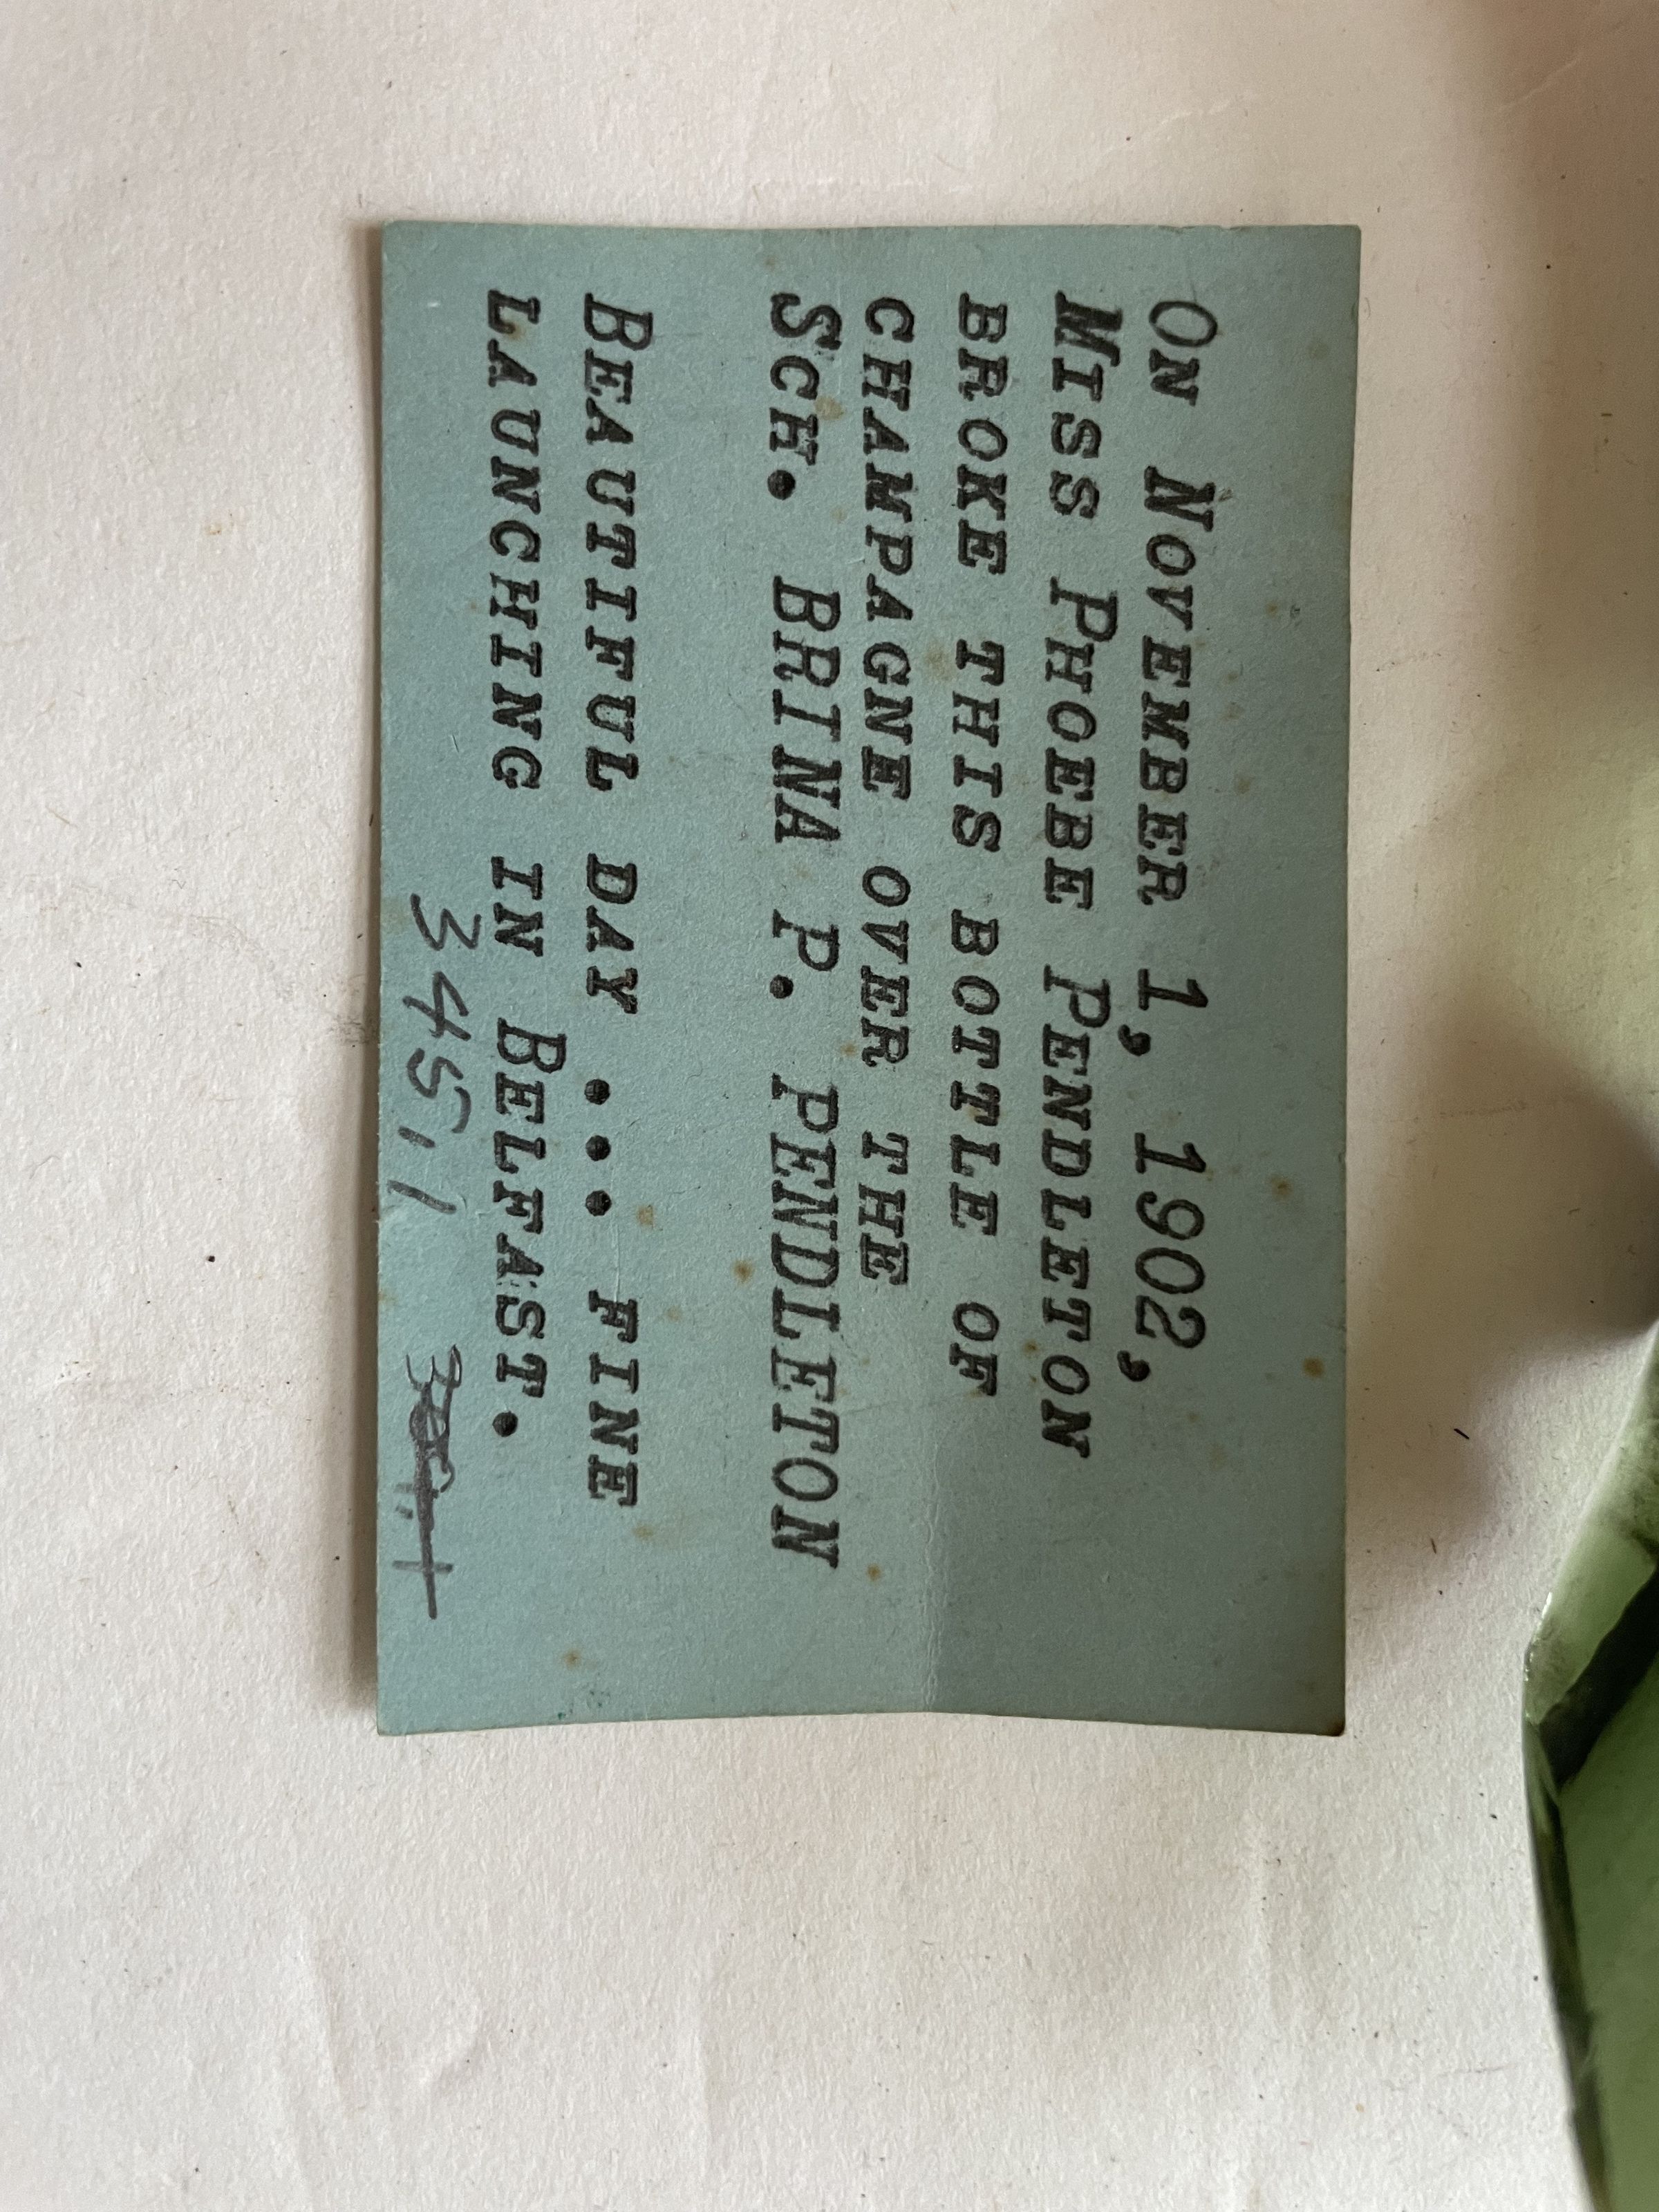 On November 1, 1902,
Miss Phoebe Pendleton
broke this bottle of
champagne over the
Sch. BRINA P. PENDLETON
Beautiful day ... fine
launching in Belfast.
345.1